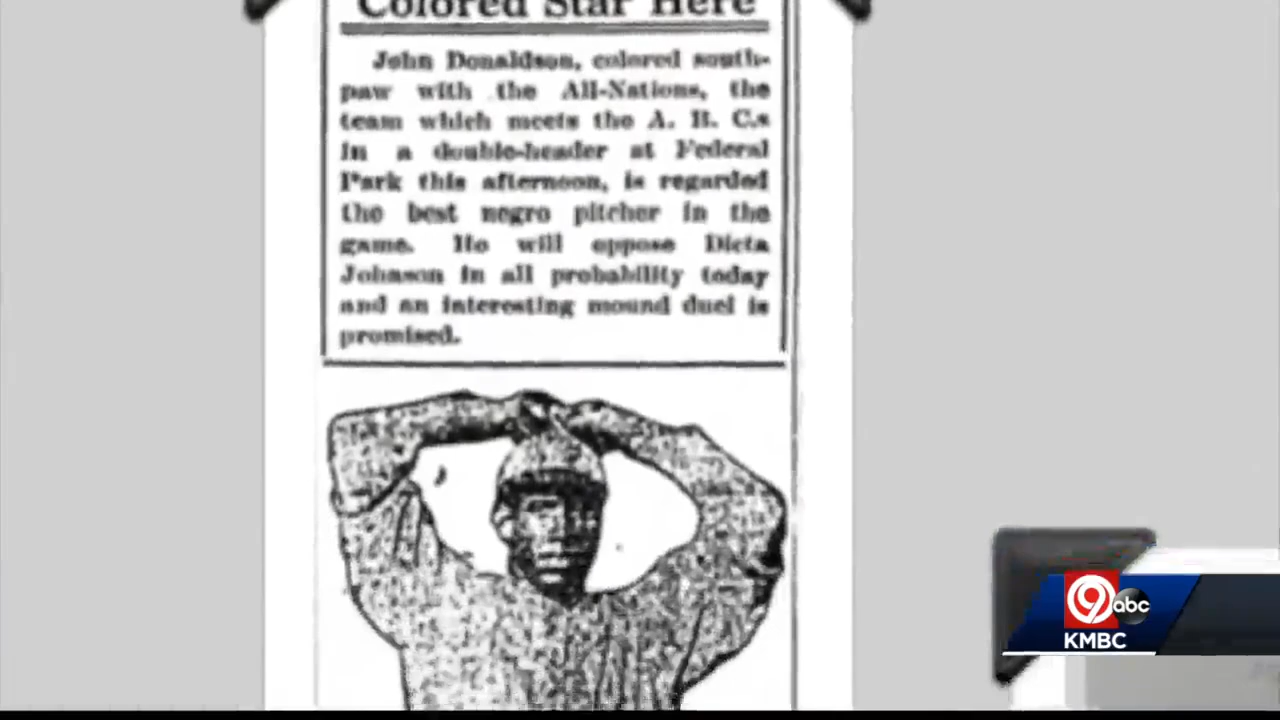 Colored Star Here
John Donaldson, colored south-
paw with the All-Nations, the
team which meets the A. B. C.s
in a double-header at Federal
Park this afternoon, is regarded
the best negro pitcher in the
game. He will oppose Dicta
Johnson in all probability today
and an interesting mound duel is
promised.
9 abc
KMBC